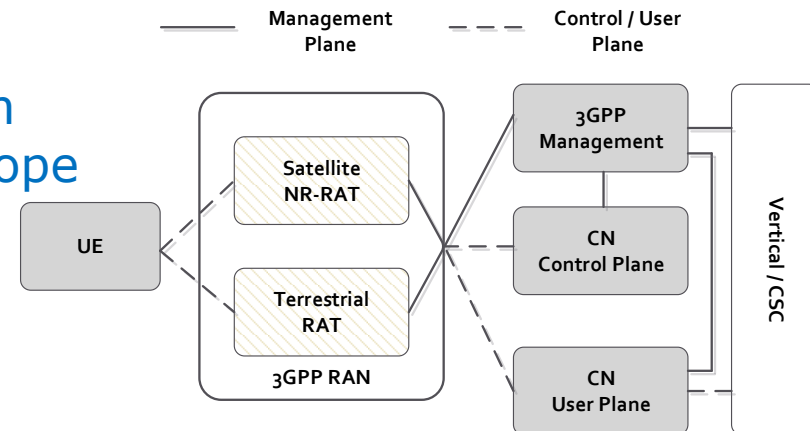 Management
Plane
Control / User
Plane
ope
UE
Satellite
NR-RAT
Terrestrial
RAT
3GPP RAN
3GPP
Management
CN
Control Plane
CN
User Plane
Vertical / CSC